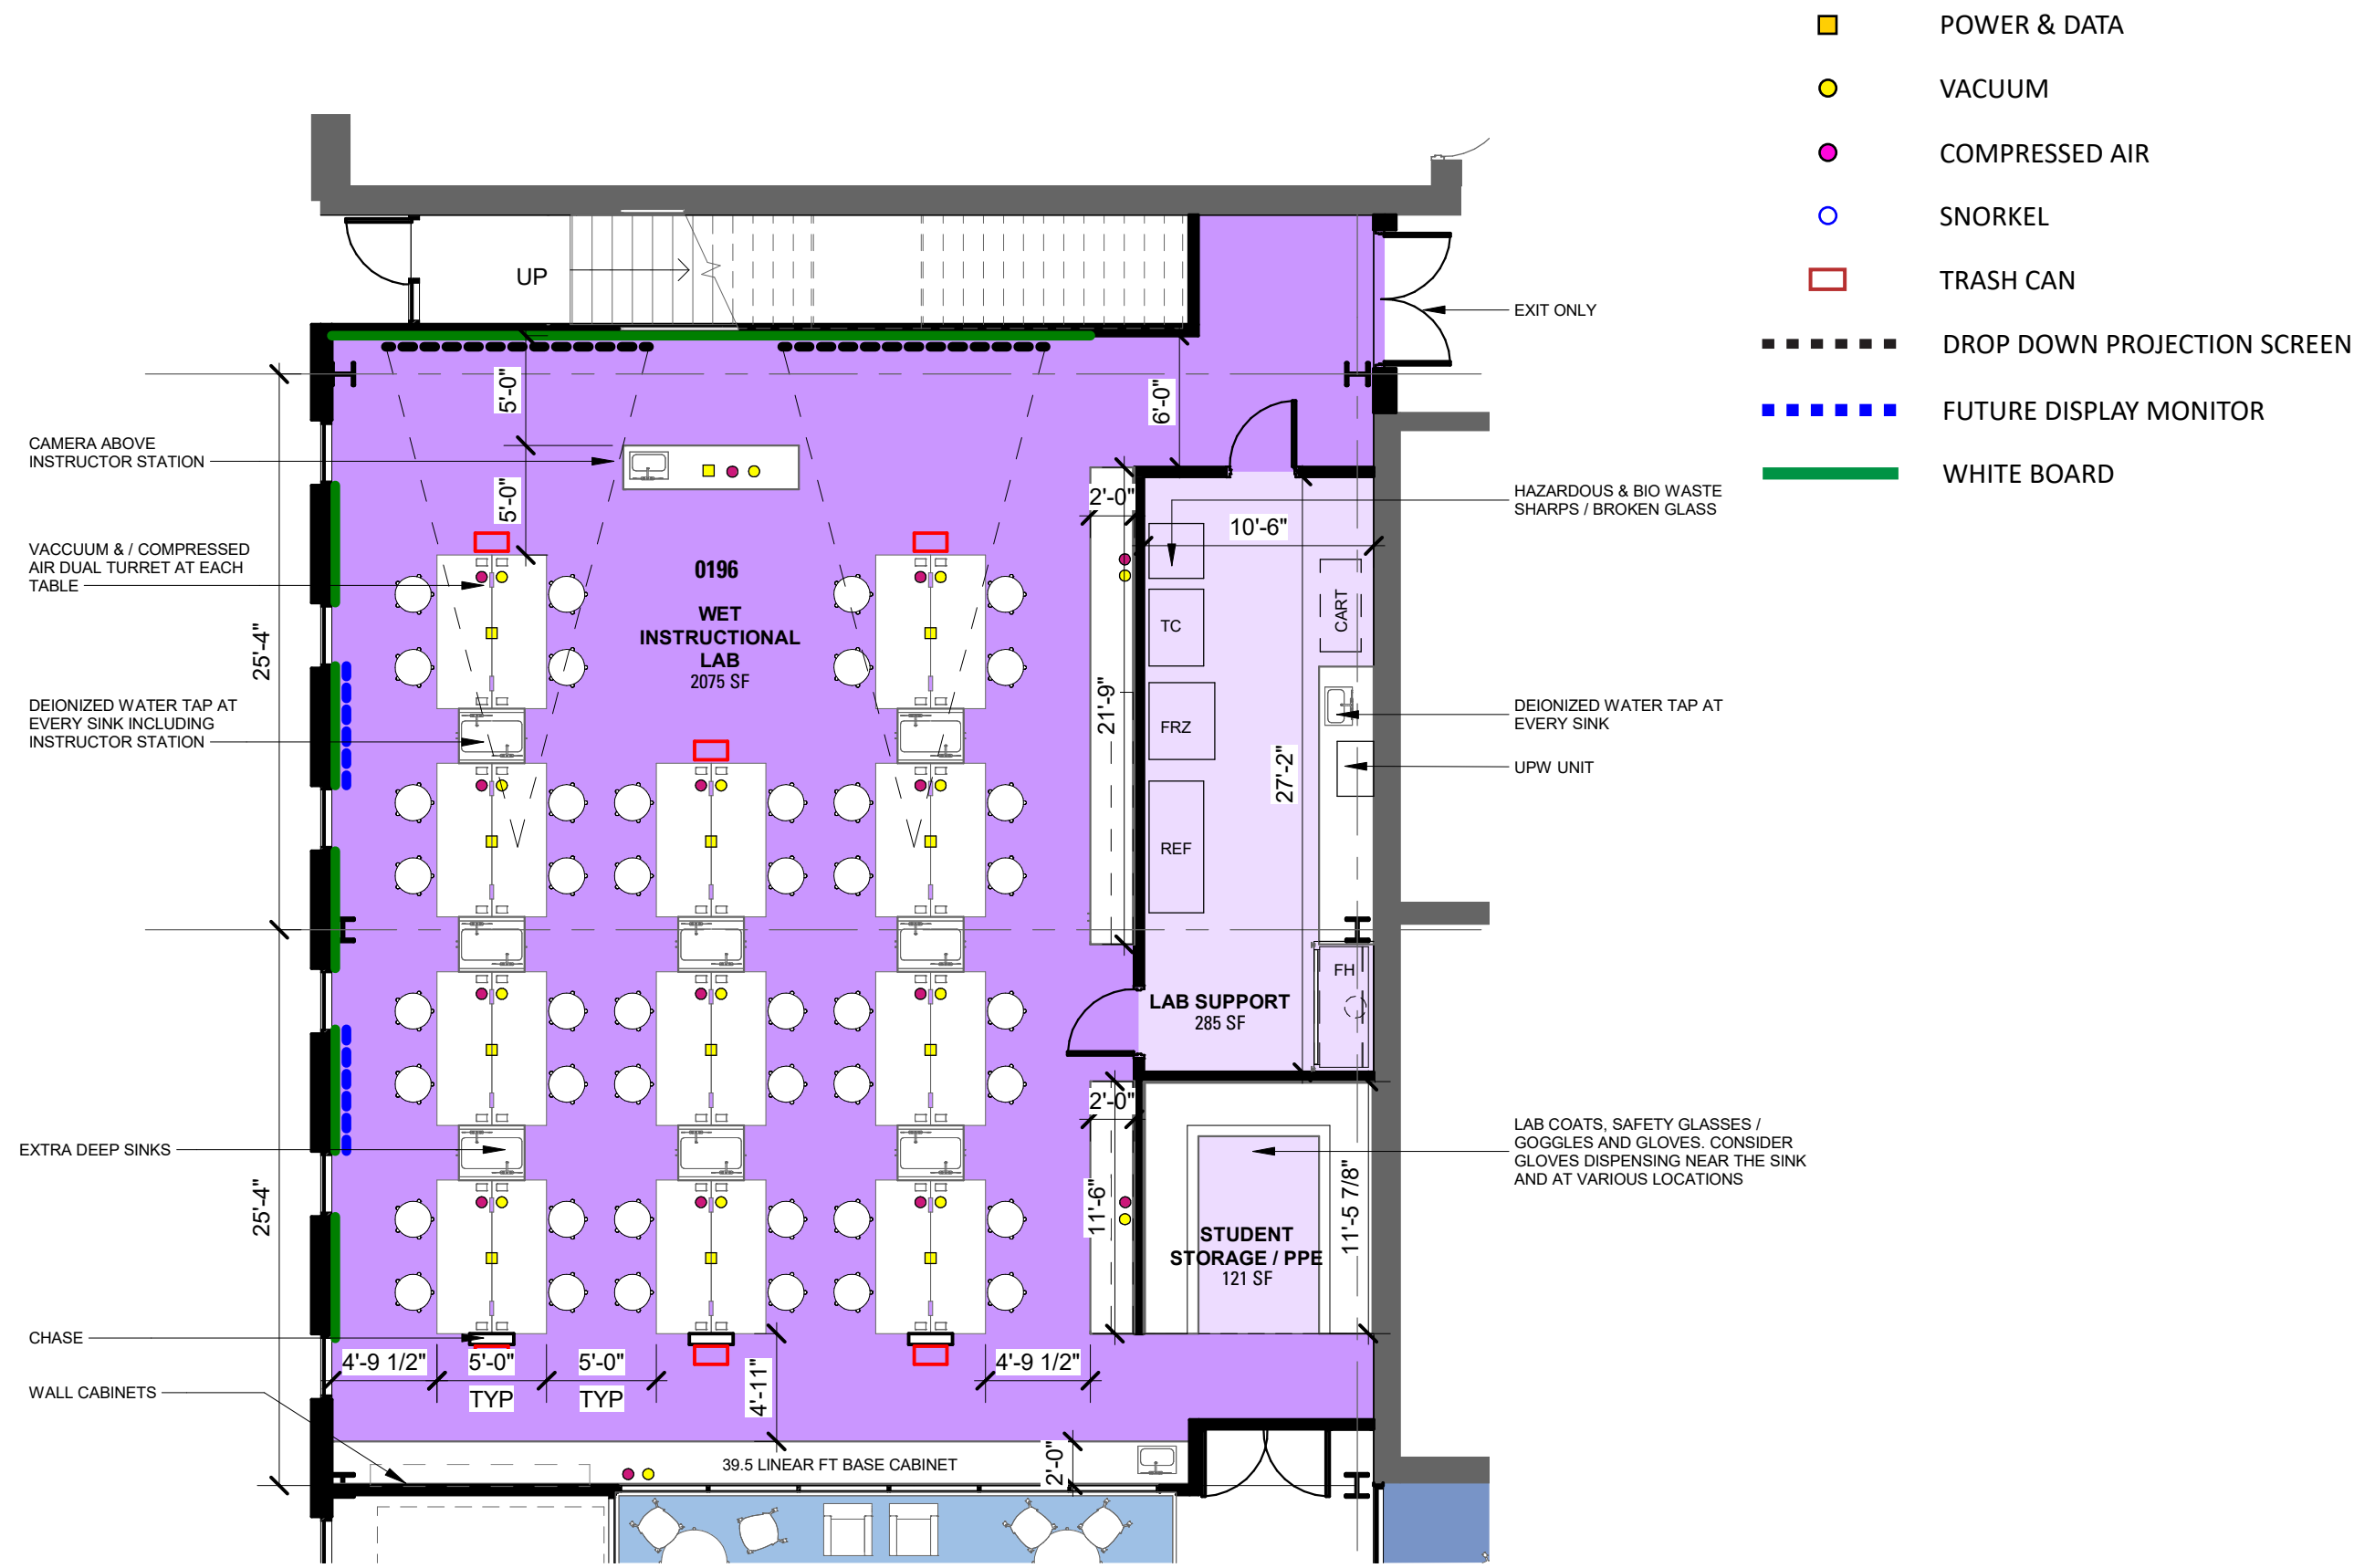 POWER & DATA
VACUUM
COMPRESSED AIR
SNORKEL
TRASH CAN
DROP DOWN PROJECTION SCREEN
FUTURE DISPLAY MONITOR
WHITE BOARD
UP
EXIT ONLY
5'-0"
6'-0"
CAMERA ABOVE
INSTRUCTOR STATION
5'-0"
2'-0"
10'-6"
HAZARDOUS & BIO WASTE
SHARPS / BROKEN GLASS
VACCUUM & / COMPRESSED
AIR DUAL TURRET AT EACH
TABLE
0196
WET
INSTRUCTIONAL
LAB
2075 SF
TC
CART
25'-4"
21'-9"
FRZ
27'-2"
REF
DEIONIZED WATER TAP AT
EVERY SINK INCLUDING
INSTRUCTOR STATION
DEIONIZED WATER TAP AT
EVERY SINK
UPW UNIT
FH
LAB SUPPORT
285 SF
2'-0"
EXTRA DEEP SINKS
LAB COATS, SAFETY GLASSES /
GOGGLES AND GLOVES. CONSIDER
GLOVES DISPENSING NEAR THE SINK
AND AT VARIOUS LOCATIONS
25'-4"
11'-6"
11'-5 7/8"
STUDENT
STORAGE / PPE
121 SF
CHASE
4'-9 1/2"
5'-0"
TYP
5'-0"
TYP
4'-11"
4'-9 1/2"
WALL CABINETS
39.5 LINEAR FT BASE CABINET
2'-0"